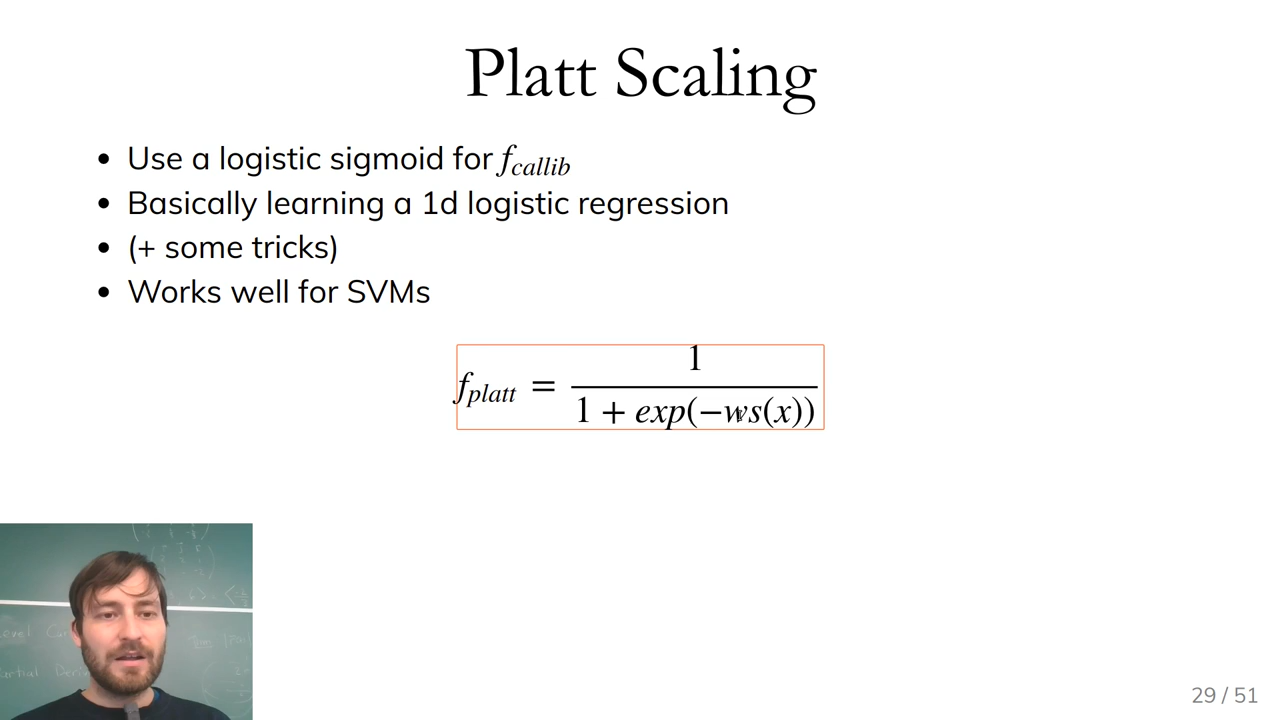 Platt Scaling
• Use a logistic sigmoid for f_callib
• Basically learning a 1d logistic regression
• (+ some tricks)
• Works well for SVMs
f_platt = 1 / (1 + exp(−ws(x)))
29 / 51